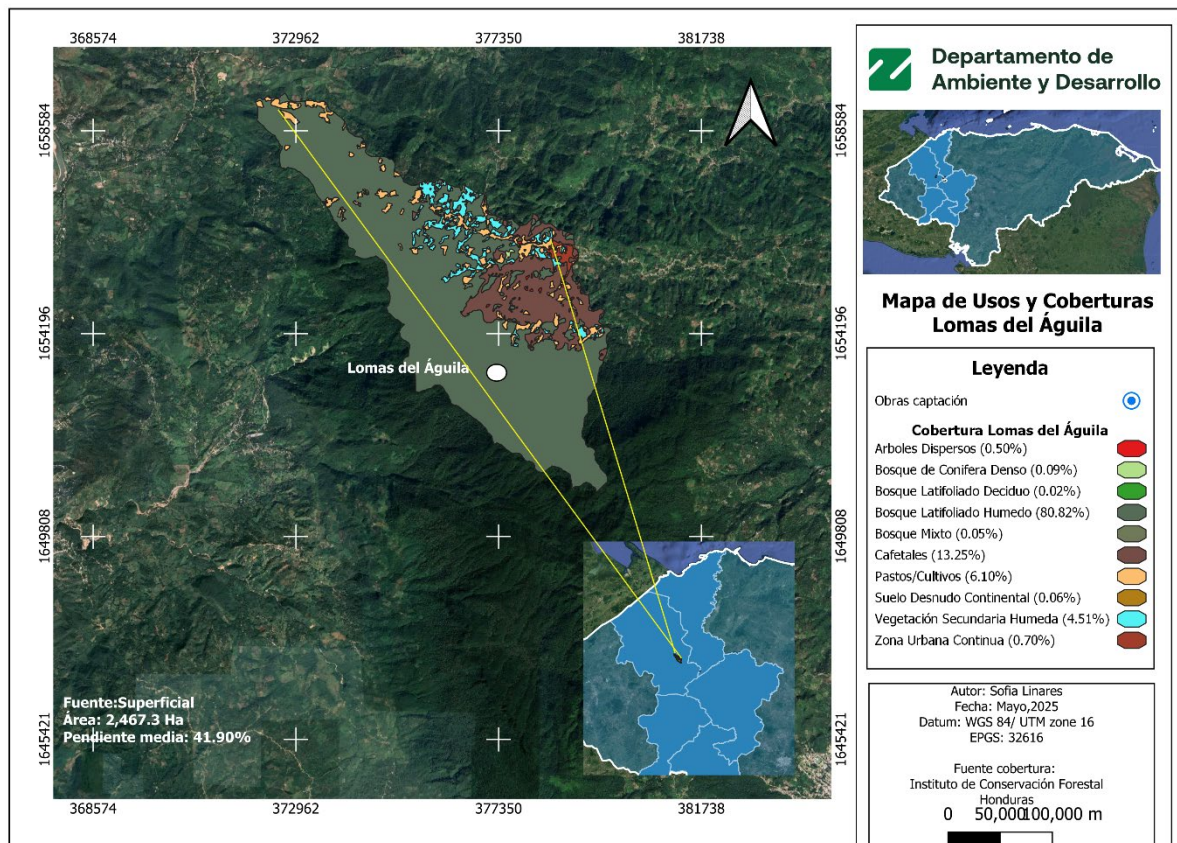 368574
372962
377350
381738
1658584
1658584
1654196
1654196
1649808
1649808
1645421
1645421
Lomas del Águila
Fuente:Superficial
Área: 2,467.3 Ha
Pendiente media: 41.90%
368574
372962
377350
381738
Departamento de
Ambiente y Desarrollo
Mapa de Usos y Coberturas
Lomas del Águila
Leyenda
Obras captación
Cobertura Lomas del Águila
Arboles Dispersos (0.50%)
Bosque de Conifera Denso (0.09%)
Bosque Latifoliado Deciduo (0.02%)
Bosque Latifoliado Humedo (80.82%)
Bosque Mixto (0.05%)
Cafetales (13.25%)
Pastos/Cultivos (6.10%)
Suelo Desnudo Continental (0.06%)
Vegetación Secundaria Humeda (4.51%)
Zona Urbana Continua (0.70%)
Autor: Sofia Linares
Fecha: Mayo,2025
Datum: WGS 84/ UTM zone 16
EPGS: 32616
Fuente cobertura:
Instituto de Conservación Forestal
Honduras
0 50,000100,000 m